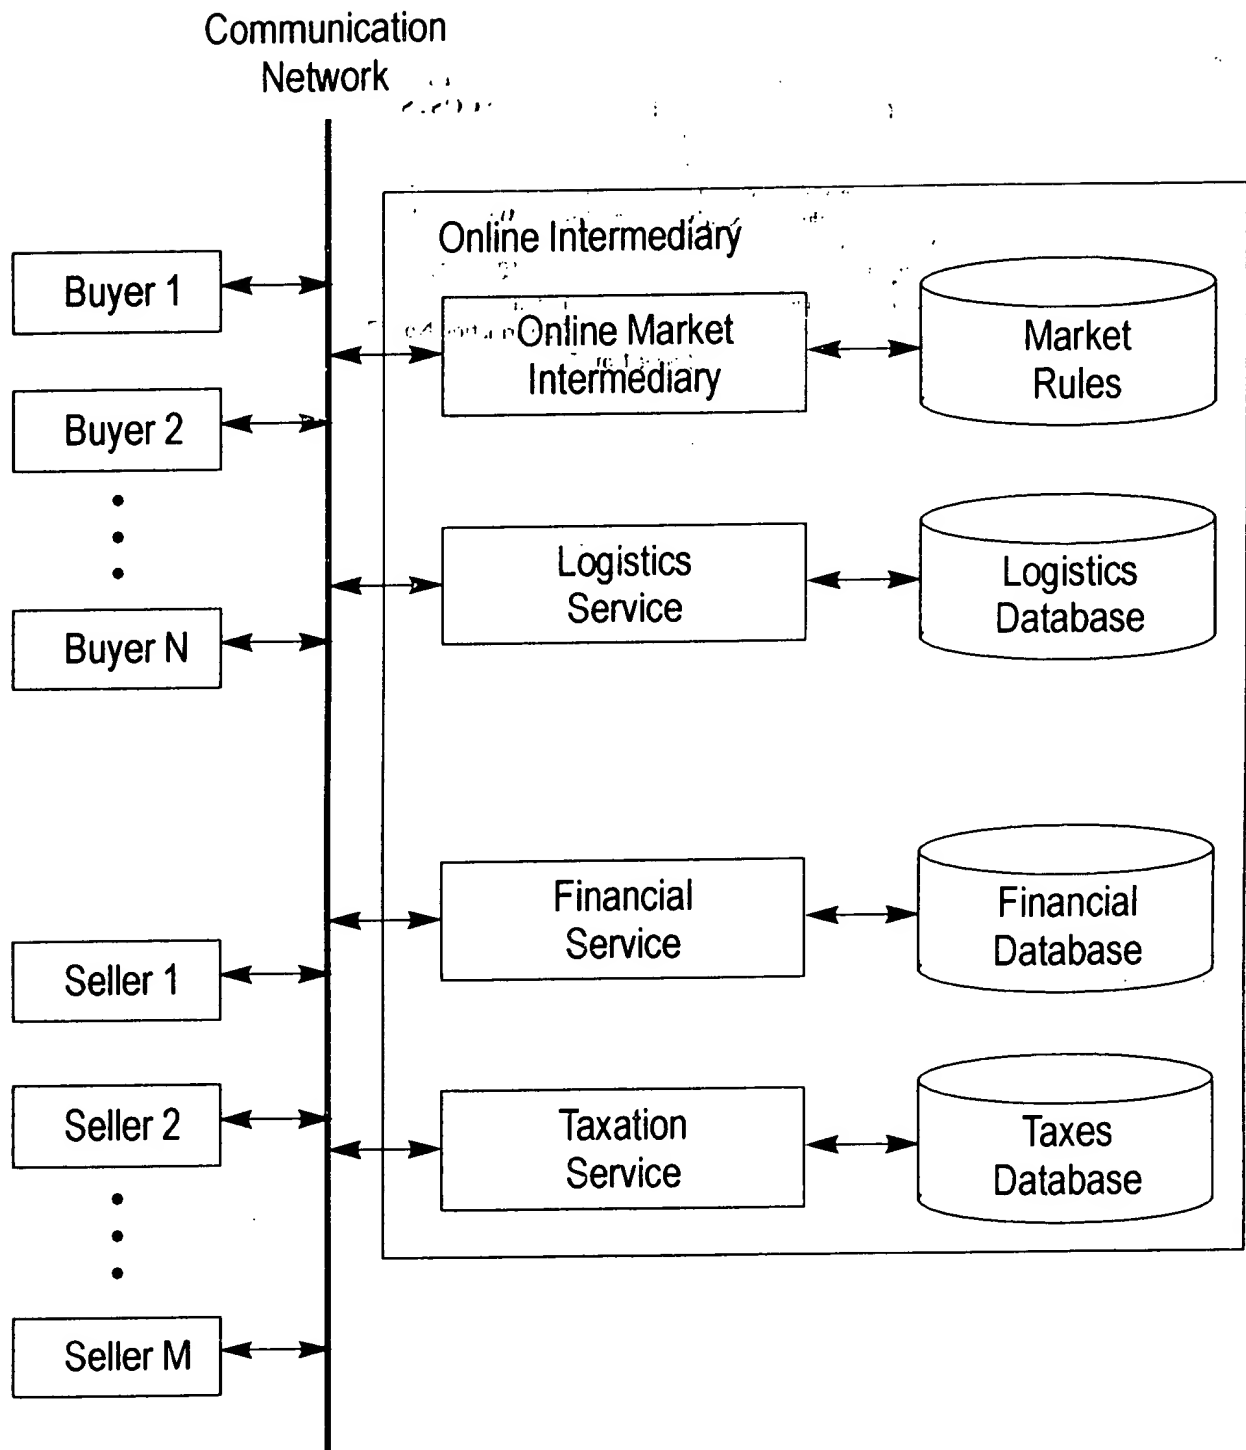 Communication
Network
Online Intermediary
Buyer 1
Online Market
Intermediary
Market
Rules
Buyer 2
Logistics
Service
Logistics
Database
Buyer N
Financial
Service
Financial
Database
Seller 1
Seller 2
Taxation
Service
Taxes
Database
Seller M